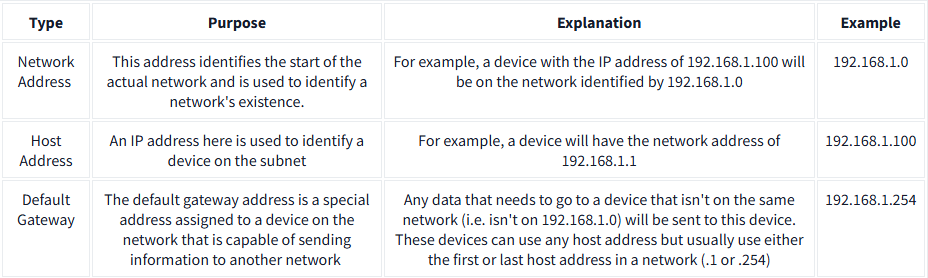 Type Purpose Explanation Example
Network Address
This address identifies the start of the
actual network and is used to identify a
network's existence.
For example, a device with the IP address of 192.168.1.100 will
be on the network identified by 192.168.1.0
192.168.1.0
Host
Address
An IP address here is used to identify a
device on the subnet
For example, a device will have the network address of
192.168.1.1
192.168.1.100
Default
Gateway
The default gateway address is a special
address assigned to a device on the
network that is capable of sending
information to another network
Any data that needs to go to a device that isn't on the same
network (i.e. isn't on 192.168.1.0) will be sent to this device.
These devices can use any host address but usually use either
the first or last host address in a network (.1 or .254)
192.168.1.254